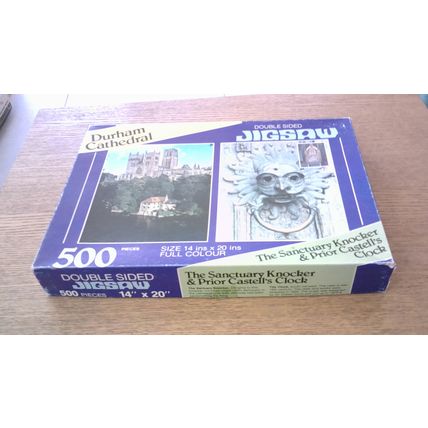 Durham
Cathedral
DOUBLE SIDED
JIGSAW
500 PIECES
SIZE 14 ins x 20 ins
FULL COLOUR
The Sanctuary Knocker
& Prior Castell's
Clock
DOUBLE SIDED
JIGSAW
500 PIECES 14" x 20"
The Sanctuary Knocker
& Prior Castell's Clock